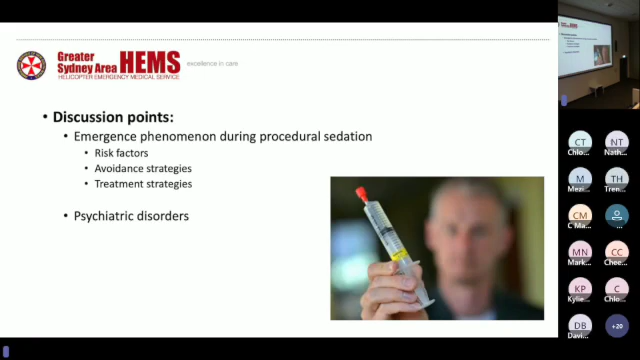 Greater
Sydney Area HEMS
HELICOPTER EMERGENCY MEDICAL SERVICE
excellence in care
• Discussion points:
• Emergence phenomenon during procedural sedation
• Risk factors
• Avoidance strategies
• Treatment strategies
• Psychiatric disorders
CT
Chlo...
NT
Nath...
M
Mezi...
TH
Tren...
CM
C Ma...
...
MN
Mark...
CC
Chee...
KP
Kylie...
C
Chlo...
DB
Davi...
+20